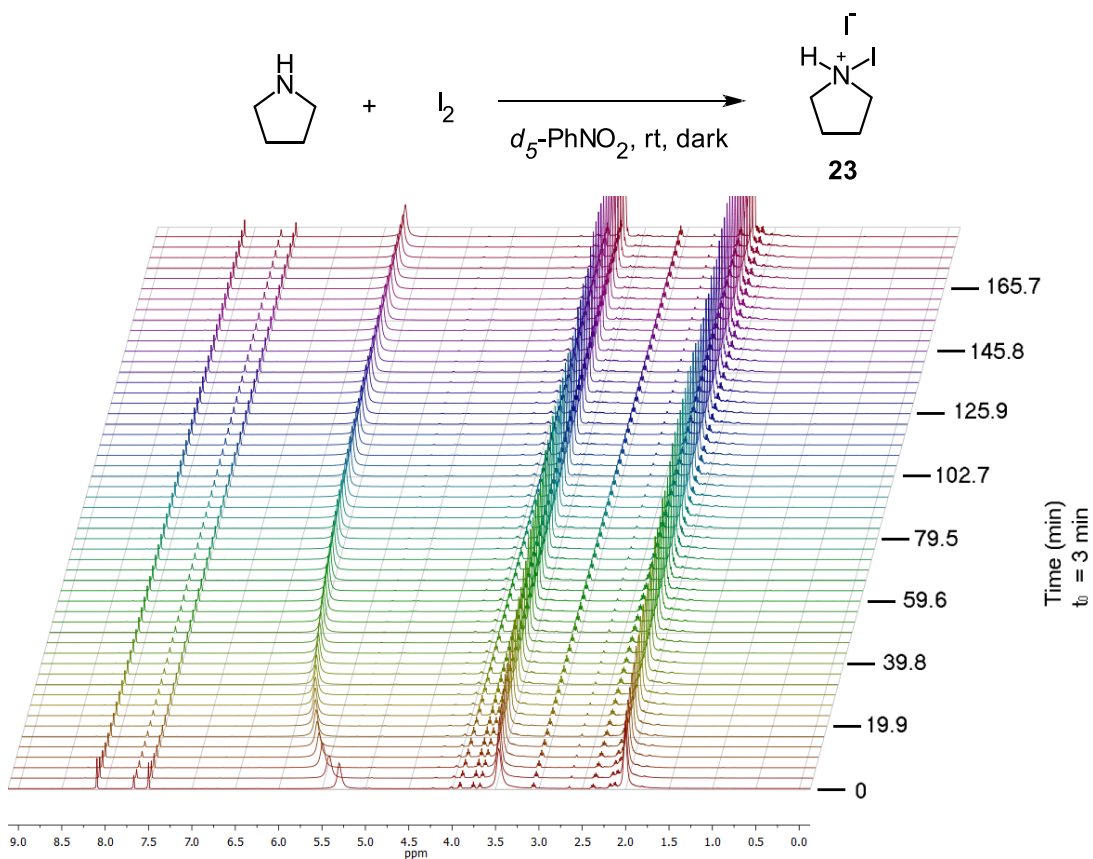 I⁻
H
N
+
I₂
d₅-PhNO₂, rt, dark
H
+
N
I
23
165.7
145.8
125.9
102.7
79.5
59.6
39.8
19.9
0
Time (min)
t₀ = 3 min
9.0 8.5 8.0 7.5 7.0 6.5 6.0 5.5 5.0 4.5 4.0 3.5 3.0 2.5 2.0 1.5 1.0 0.5 0.0
ppm